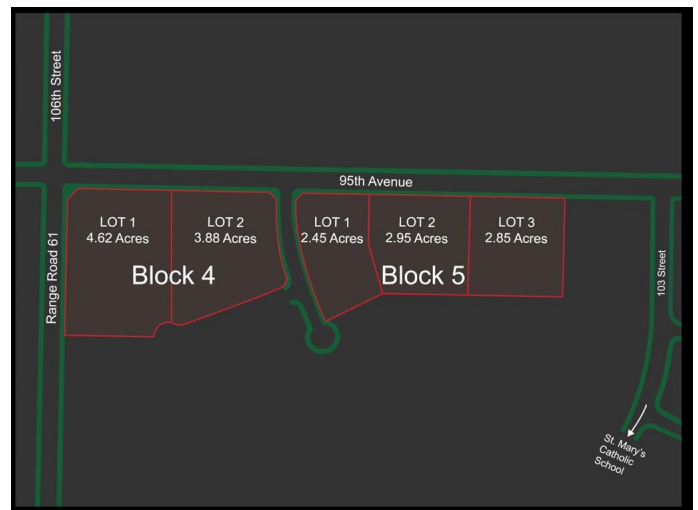 106th Street
95th Avenue
LOT 1
4.62 Acres
LOT 2
3.88 Acres
Block 4
LOT 1
2.45 Acres
LOT 2
2.95 Acres
LOT 3
2.85 Acres
Block 5
Range Road 61
103 Street
St. Mary's
Catholic
School